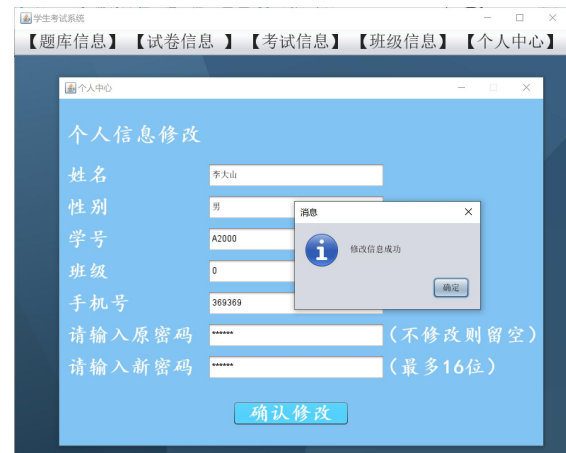 学生考试系统
【题库信息】 【试卷信息 】 【考试信息】 【班级信息】 【个人中心】
个人中心
个人信息修改
姓名 李大山
性别 男
消息
学号 A2000
修改信息成功
班级 0
确定
手机号 369369
请输入原密码 ****** (不修改则留空)
请输入新密码 ****** (最多16位)
确认修改